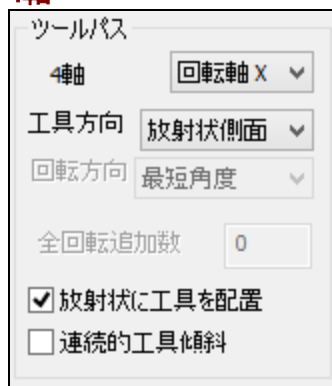 ツールパス
4軸 回転軸 X
工具方向 放射状側面
回転方向 最短角度
全回転追加数 0
放射状に工具を配置
連続的工具傾斜